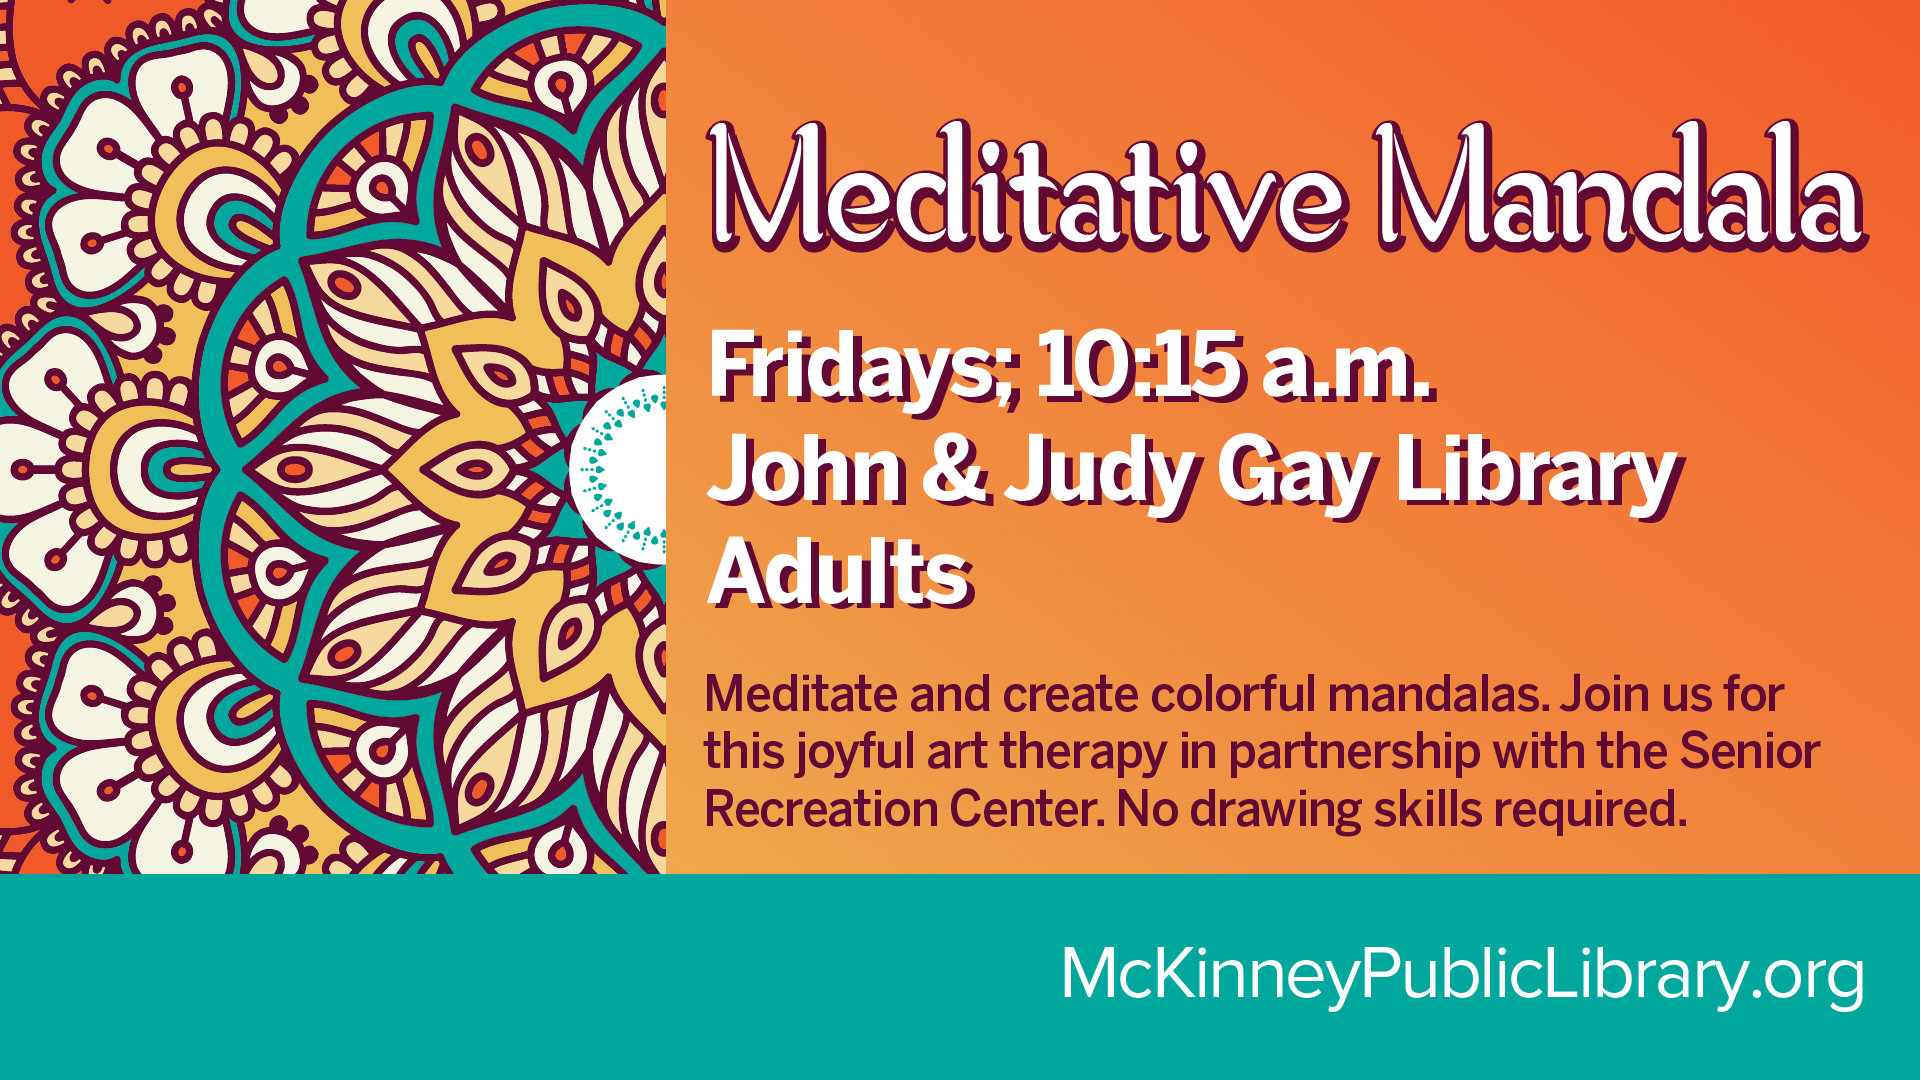 Meditative Mandala
Fridays; 10:15 a.m.
John & Judy Gay Library
Adults
Meditate and create colorful mandalas. Join us for
this joyful art therapy in partnership with the Senior
Recreation Center. No drawing skills required.
McKinneyPublicLibrary.org